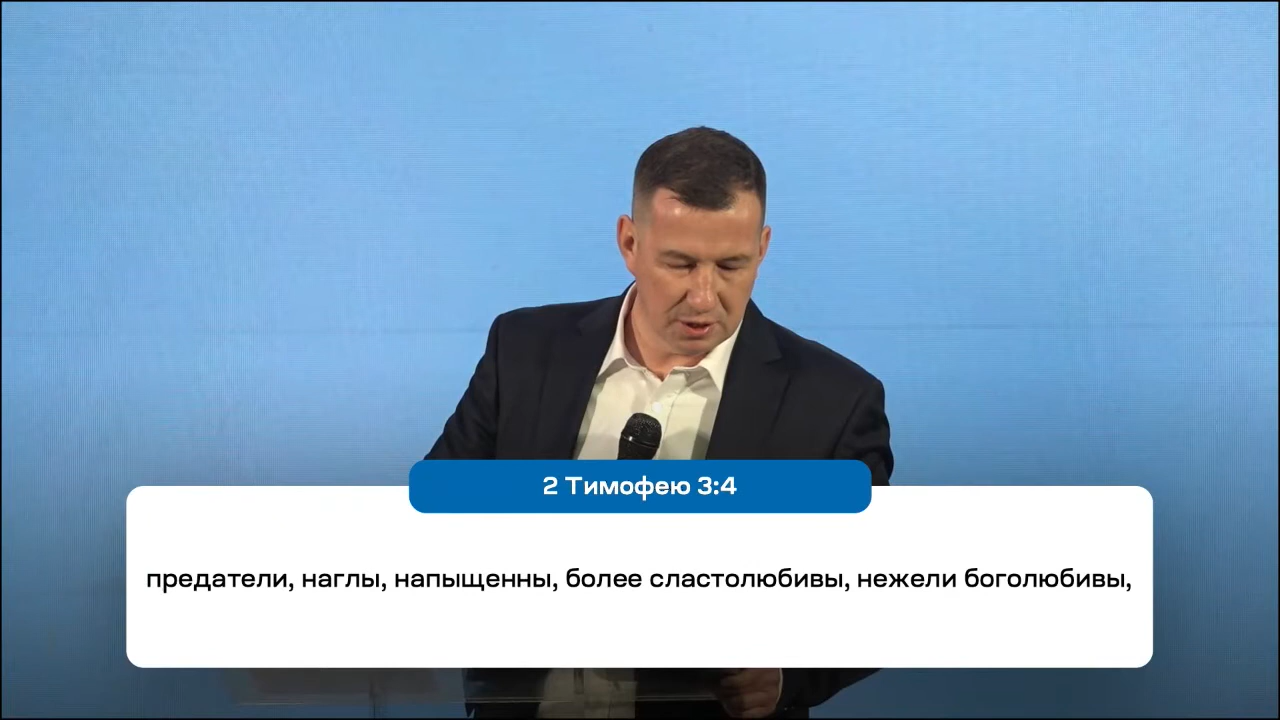 2 Тимофею 3:4
предатели, наглы, напыщенны, более сластолюбивы, нежели боголюбивы,